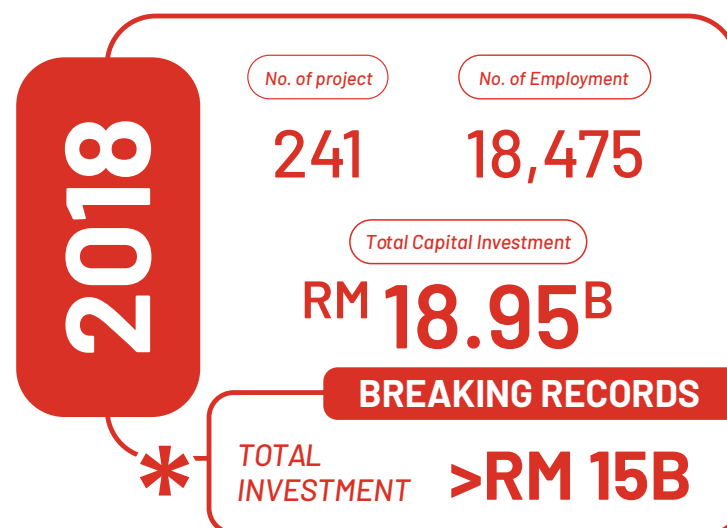 2018
No. of project
No. of Employment
241
18,475
Total Capital Investment
RM 18.95B
BREAKING RECORDS
*
TOTAL
INVESTMENT
>RM 15B